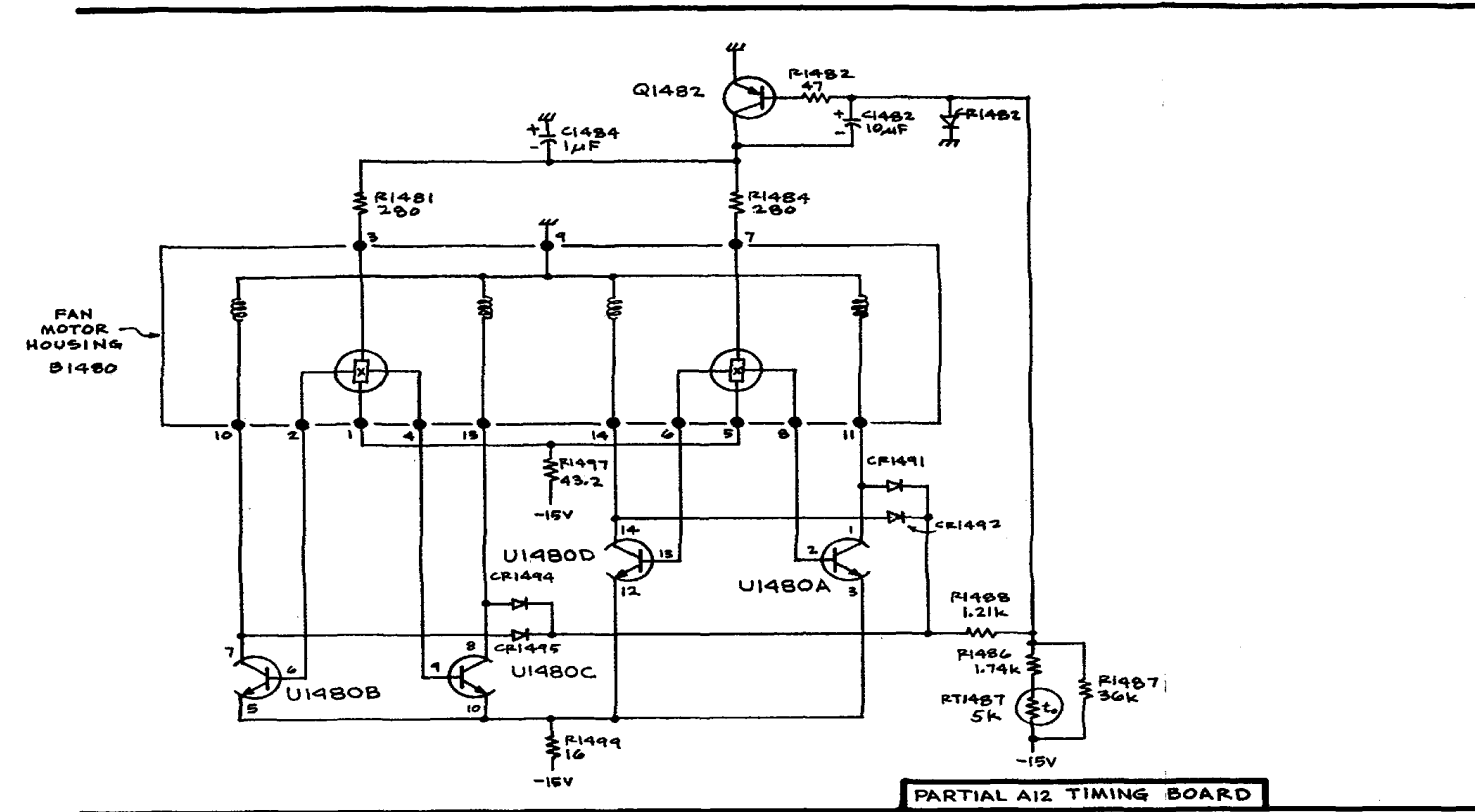 R1482
47
Q1482
C1482
10µF
CR1482
+
-
+
-
C1484
1µF
R1481
280
R1484
280
3
9
7
FAN
MOTOR
HOUSING
B1480
X
X
10
2
1
4
13
14
6
5
8
11
R1497
43.2
-15V
CR1491
CR1492
14
13
12
U1480D
1
2
3
U1480A
CR1494
CR1495
R1488
1.21K
7
6
5
U1480B
8
9
10
U1480C
R1486
1.74K
R1487
36K
RT1487
5K
t°
R1499
16
-15V
-15V
PARTIAL A12 TIMING BOARD